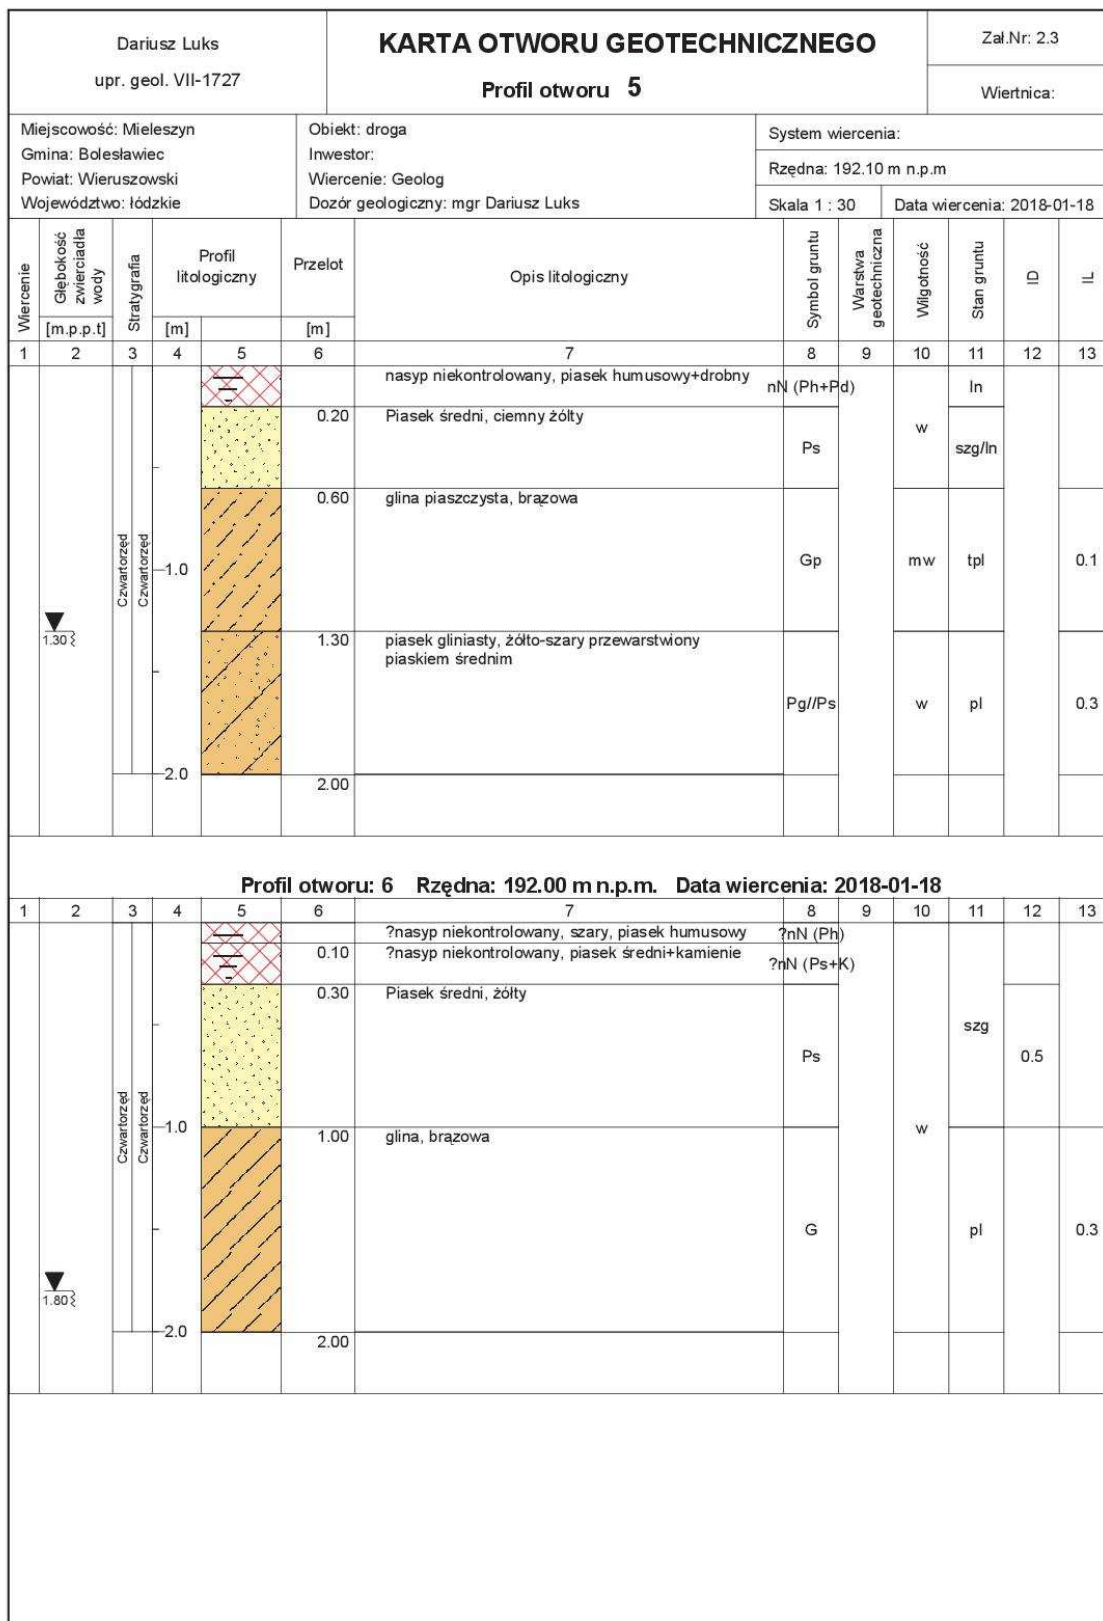 Dariusz Luks
upr. geol. VII-1727
KARTA OTWORU GEOTECHNICZNEGO
Profil otworu 5
Zał.Nr: 2.3
Wiertnica:
Miejscowość: Mieleszyn
Gmina: Bolesławiec
Powiat: Wieruszowski
Województwo: łódzkie
Obiekt: droga
Inwestor:
Wiercenie: Geolog
Dozór geologiczny: mgr Dariusz Luks
System wiercenia:
Rzędna: 192.10 m n.p.m
Skala 1 : 30
Data wiercenia: 2018-01-18
Wiercenie
Głębokość zwierciadła wody
[m.p.p.t]
Stratygrafia
Profil litologiczny
[m]
Przelot
[m]
Opis litologiczny
Symbol gruntu
Warstwa geotechniczna
Wilgotność
Stan gruntu
ID
IL
1 2 3 4 5 6 7 8 9 10 11 12 13
nasyp niekontrolowany, piasek humusowy+drobny
nN (Ph+Pd)
ln
0.20
Piasek średni, ciemny żółty
Ps
w
szg/ln
0.60
glina piaszczysta, brązowa
Czwartorzęd
Czwartorzęd
1.0
Gp
mw
tpl
0.1
1.30
1.30
piasek gliniasty, żółto-szary przewarstwiony
piaskiem średnim
Pg//Ps
w
pl
0.3
2.0
2.00
Profil otworu: 6 Rzędna: 192.00 m n.p.m. Data wiercenia: 2018-01-18
1 2 3 4 5 6 7 8 9 10 11 12 13
?nasyp niekontrolowany, szary, piasek humusowy
?nN (Ph)
0.10
?nasyp niekontrolowany, piasek średni+kamienie
?nN (Ps+K)
0.30
Piasek średni, żółty
szg
Ps
0.5
Czwartorzęd
Czwartorzęd
1.0
1.00
glina, brązowa
w
G
pl
0.3
1.80
2.0
2.00